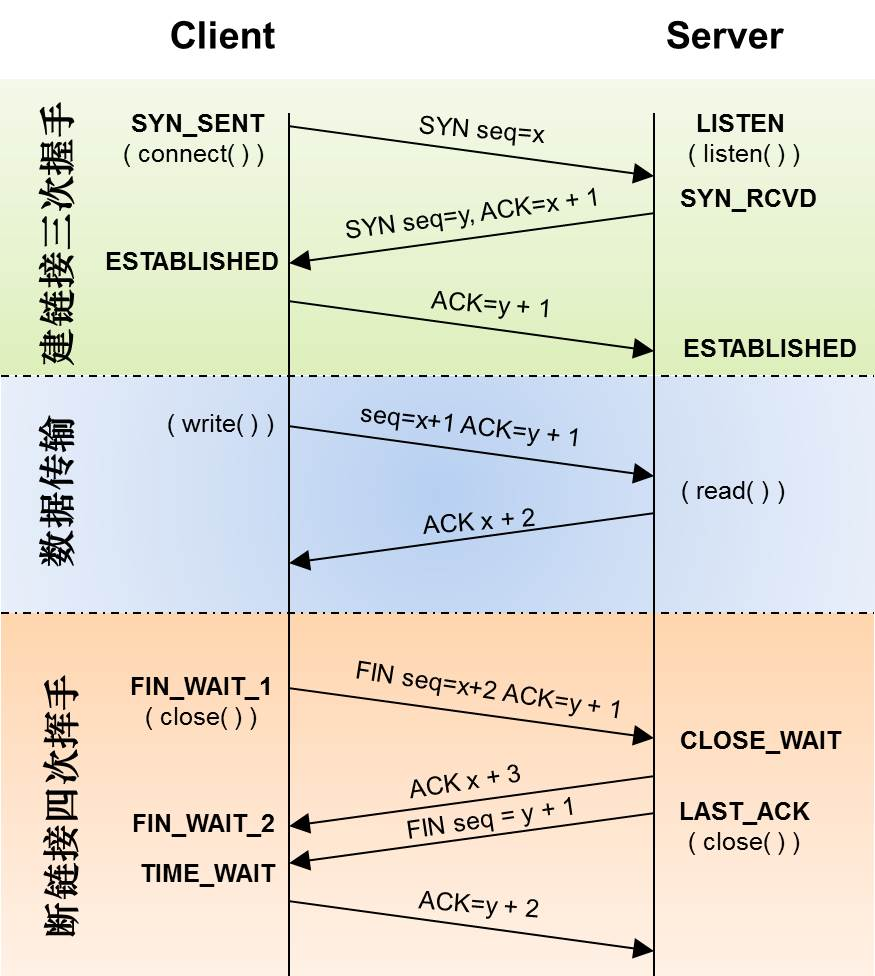 Client
Server
建链接三次握手
SYN_SENT
( connect( ) )
SYN seq=x
LISTEN
( listen( ) )
SYN_RCVD
SYN seq=y, ACK=x + 1
ESTABLISHED
ACK=y + 1
ESTABLISHED
数据传输
( write( ) )
seq=x+1 ACK=y + 1
( read( ) )
ACK x + 2
断链接四次挥手
FIN_WAIT_1
( close( ) )
FIN seq=x+2 ACK=y + 1
CLOSE_WAIT
ACK x + 3
FIN_WAIT_2
FIN seq = y + 1
LAST_ACK
( close( ) )
TIME_WAIT
ACK=y + 2